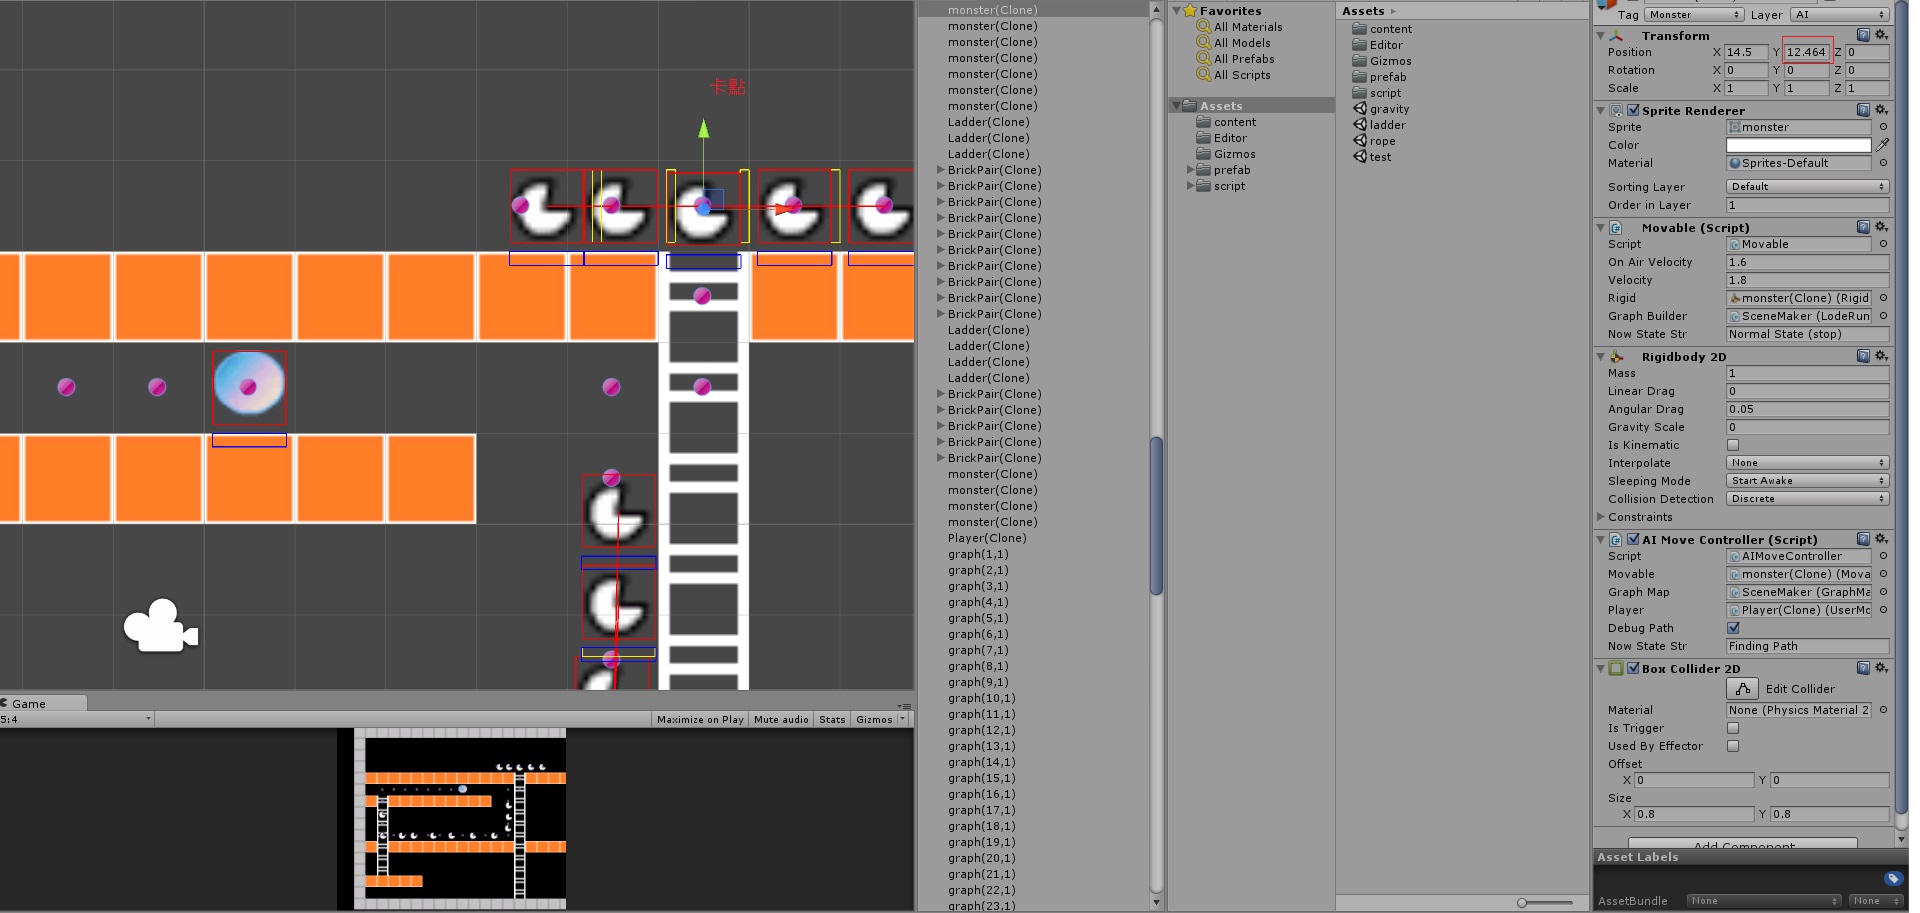 卡點
Game
5:4
Maximize on Play
Mute audio
Stats
Gizmos
monster(Clone)
monster(Clone)
monster(Clone)
monster(Clone)
monster(Clone)
monster(Clone)
monster(Clone)
Ladder(Clone)
Ladder(Clone)
Ladder(Clone)
BrickPair(Clone)
BrickPair(Clone)
BrickPair(Clone)
BrickPair(Clone)
BrickPair(Clone)
BrickPair(Clone)
BrickPair(Clone)
BrickPair(Clone)
BrickPair(Clone)
BrickPair(Clone)
Ladder(Clone)
Ladder(Clone)
Ladder(Clone)
Ladder(Clone)
BrickPair(Clone)
BrickPair(Clone)
BrickPair(Clone)
BrickPair(Clone)
BrickPair(Clone)
monster(Clone)
monster(Clone)
monster(Clone)
monster(Clone)
Player(Clone)
graph(1,1)
graph(2,1)
graph(3,1)
graph(4,1)
graph(5,1)
graph(6,1)
graph(7,1)
graph(8,1)
graph(9,1)
graph(10,1)
graph(11,1)
graph(12,1)
graph(13,1)
graph(14,1)
graph(15,1)
graph(16,1)
graph(17,1)
graph(18,1)
graph(19,1)
graph(20,1)
graph(21,1)
graph(22,1)
graph(23,1)
Favorites
All Materials
All Models
All Prefabs
All Scripts
Assets
content
Editor
Gizmos
prefab
script
Assets
content
Editor
Gizmos
prefab
script
gravity
ladder
rope
test
Tag Monster Layer AI
Transform
Position X 14.5 Y 12.464 Z 0
Rotation X 0 Y 0 Z 0
Scale X 1 Y 1 Z 1
Sprite Renderer
Sprite monster
Color
Material Sprites-Default
Sorting Layer Default
Order in Layer 1
Movable (Script)
Script Movable
On Air Velocity 1.6
Velocity 1.8
Rigid monster(Clone) (Rigid
Graph Builder SceneMaker (LodeRun
Now State Str Normal State (stop)
Rigidbody 2D
Mass 1
Linear Drag 0
Angular Drag 0.05
Gravity Scale 0
Is Kinematic
Interpolate None
Sleeping Mode Start Awake
Collision Detection Discrete
Constraints
AI Move Controller (Script)
Script AIMoveController
Movable monster(Clone) (Mova
Graph Map SceneMaker (GraphMa
Player Player(Clone) (UserMo
Debug Path
Now State Str Finding Path
Box Collider 2D
Edit Collider
Material None (Physics Material 2
Is Trigger
Used By Effector
Offset
X 0 Y 0
Size
X 0.8 Y 0.8
Add Component
Asset Labels
AssetBundle None None